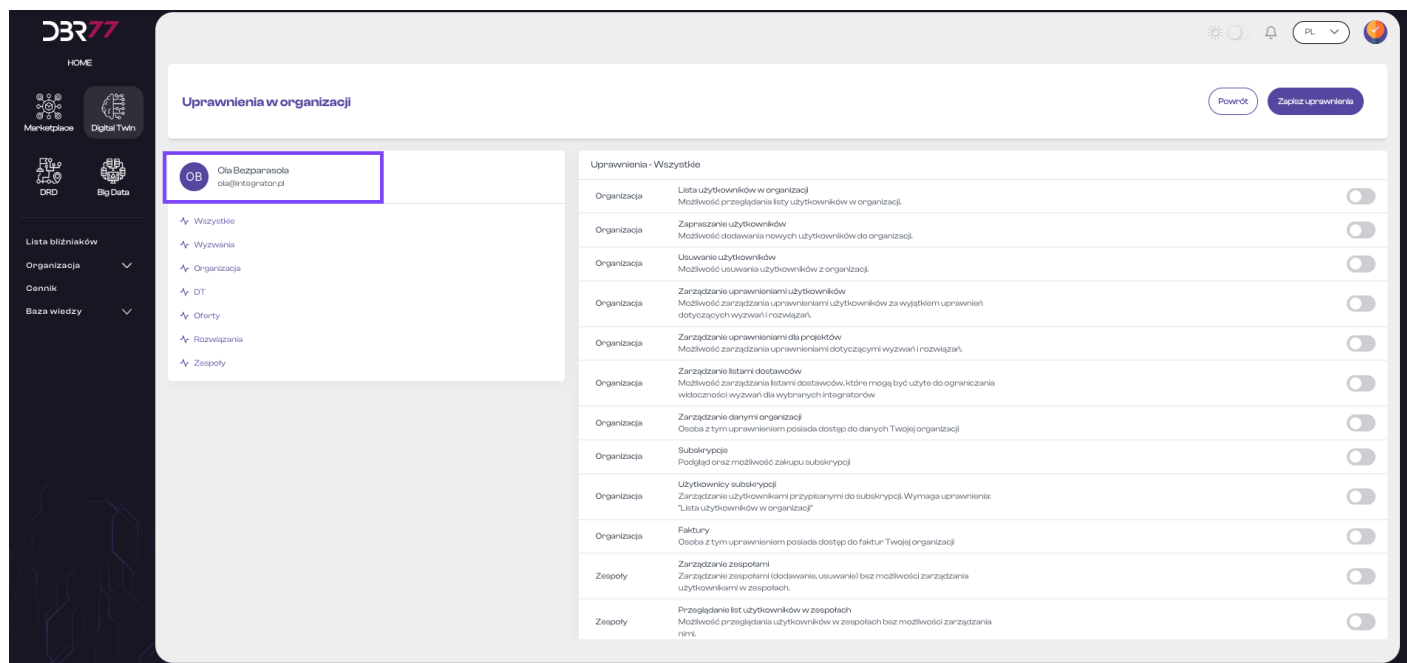 DBR77
HOME
Marketplace
Digital Twin
DRD
Big Data
Lista bliźniaków
Organizacja
Cennik
Baza wiedzy
PL
Uprawnienia w organizacji
Powrót
Zapisz uprawnienia
OB
Ola Bezparasola
ola@integrator.pl
Wszystkie
Wyzwania
Organizacja
DT
Oferty
Rozwiązania
Zespoły
Uprawnienia - Wszystkie
Organizacja
Lista użytkowników w organizacji
Możliwość przeglądania listy użytkowników w organizacji.
Organizacja
Zapraszanie użytkowników
Możliwość dodawania nowych użytkowników do organizacji.
Organizacja
Usuwanie użytkowników
Możliwość usuwania użytkowników z organizacji.
Organizacja
Zarządzanie uprawnieniami użytkowników
Możliwość zarządzania uprawnieniami użytkowników za wyjątkiem uprawnień
dotyczących wyzwań i rozwiązań.
Organizacja
Zarządzanie uprawnieniami dla projektów
Możliwość zarządzania uprawnieniami dotyczącymi wyzwań i rozwiązań.
Organizacja
Zarządzanie listami dostawców
Możliwość zarządzania listami dostawców, które mogą być użyte do ograniczania
widoczności wyzwań dla wybranych integratorów
Organizacja
Zarządzanie danymi organizacji
Osoba z tym uprawnieniem posiada dostęp do danych Twojej organizacji
Organizacja
Subskrypcje
Podgląd oraz możliwość zakupu subskrypcji
Organizacja
Użytkownicy subskrypcji
Zarządzanie użytkownikami przypisanymi do subskrypcji. Wymaga uprawnienia:
"Lista użytkowników w organizacji"
Organizacja
Faktury
Osoba z tym uprawnieniem posiada dostęp do faktur Twojej organizacji
Zespoły
Zarządzanie zespołami
Zarządzanie zespołami (dodawanie, usuwanie) bez możliwości zarządzania
użytkownikami w zespołach.
Zespoły
Przeglądanie list użytkowników w zespołach
Możliwość przeglądania użytkowników w zespołach bez możliwości zarządzania
nimi.